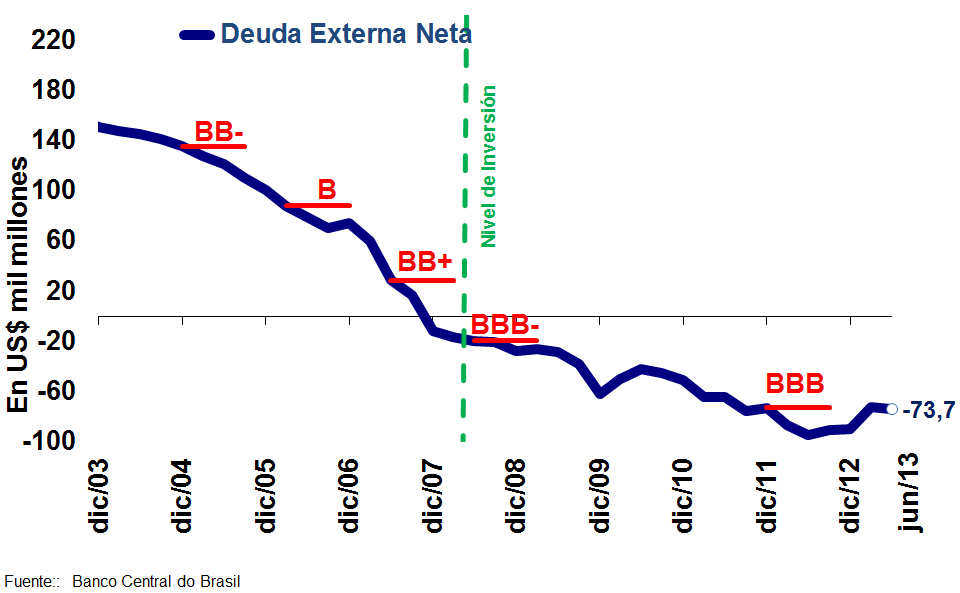 Deuda Externa Neta
En US$ mil millones
220
180
140
100
60
20
-20
-60
-100
BB-
B
BB+
Nivel de Inversión
BBB-
BBB
-73,7
dic/03
dic/04
dic/05
dic/06
dic/07
dic/08
dic/09
dic/10
dic/11
dic/12
jun/13
Fuente:: Banco Central do Brasil